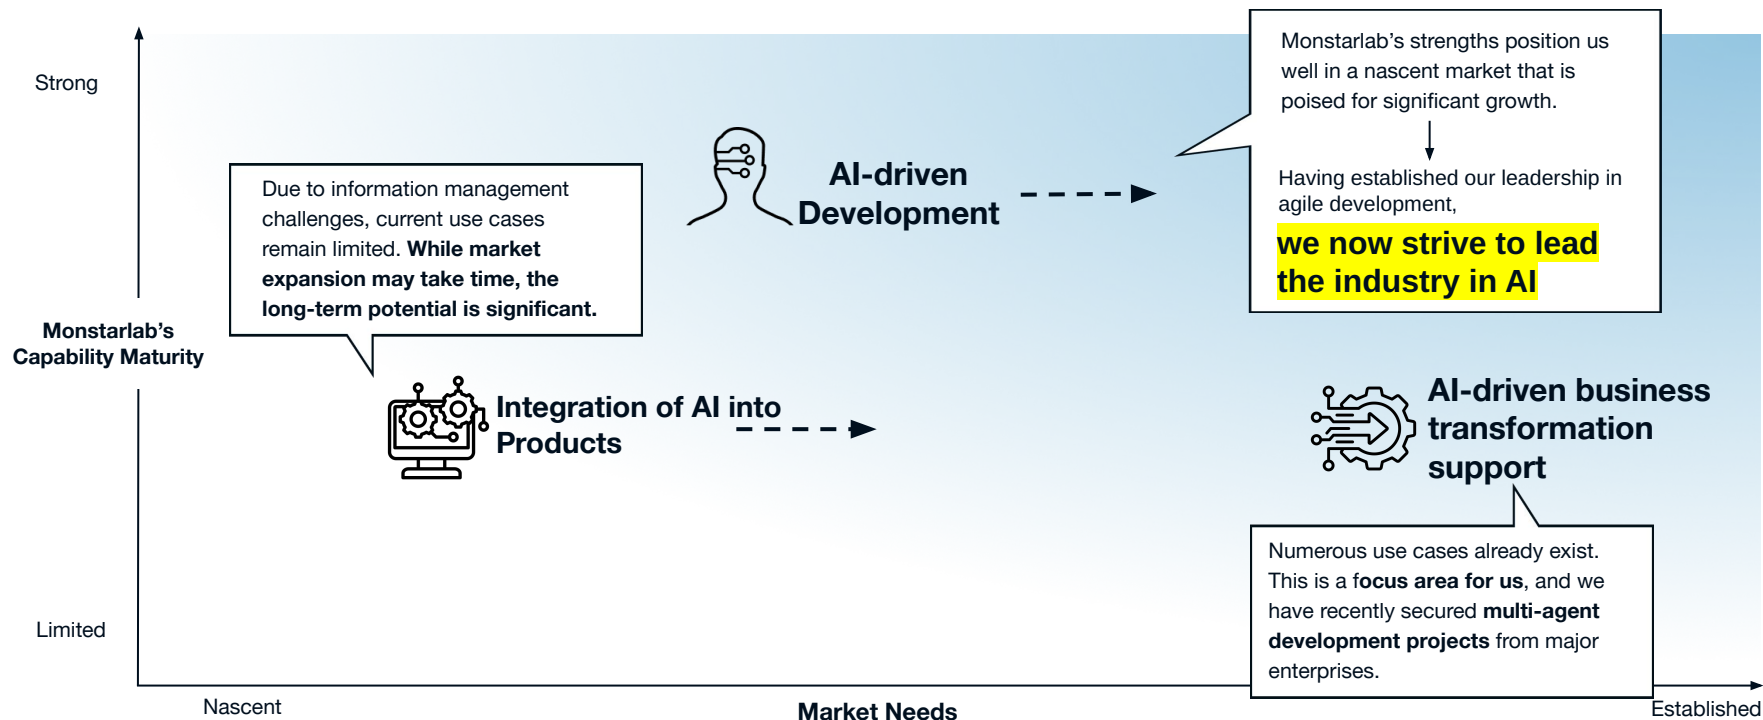 Strong
Monstarlab's
Capability Maturity
Limited
Due to information management
challenges, current use cases
remain limited. While market
expansion may take time, the
long-term potential is significant.
AI-driven
Development
Monstarlab's strengths position us
well in a nascent market that is
poised for significant growth.
Having established our leadership in
agile development,
we now strive to lead
the industry in AI
Integration of AI into
Products
AI-driven business
transformation
support
Numerous use cases already exist.
This is a focus area for us, and we
have recently secured multi-agent
development projects from major
enterprises.
Nascent
Market Needs
Established